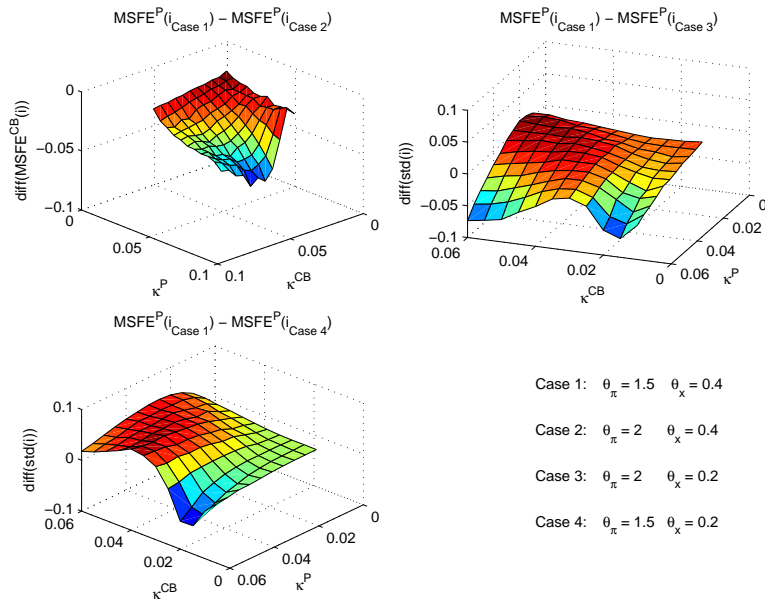 MSFE^P(i_Case 1) − MSFE^P(i_Case 2)
0
−0.05
−0.1
diff(MSFE^CB(i))
0
0.05
0.1
κ^P
0.1
0.05
0
κ^CB
MSFE^P(i_Case 1) − MSFE^P(i_Case 3)
0.1
0.05
0
−0.05
−0.1
diff(std(i))
0.06
0.04
0.02
0
κ^CB
0.06
0.04
0.02
0
κ^P
MSFE^P(i_Case 1) − MSFE^P(i_Case 4)
0.1
0
−0.1
diff(std(i))
0.06
0.04
0.02
0
κ^CB
0.06
0.04
0.02
0
κ^P
Case 1: θ_π = 1.5 θ_x = 0.4
Case 2: θ_π = 2 θ_x = 0.4
Case 3: θ_π = 2 θ_x = 0.2
Case 4: θ_π = 1.5 θ_x = 0.2